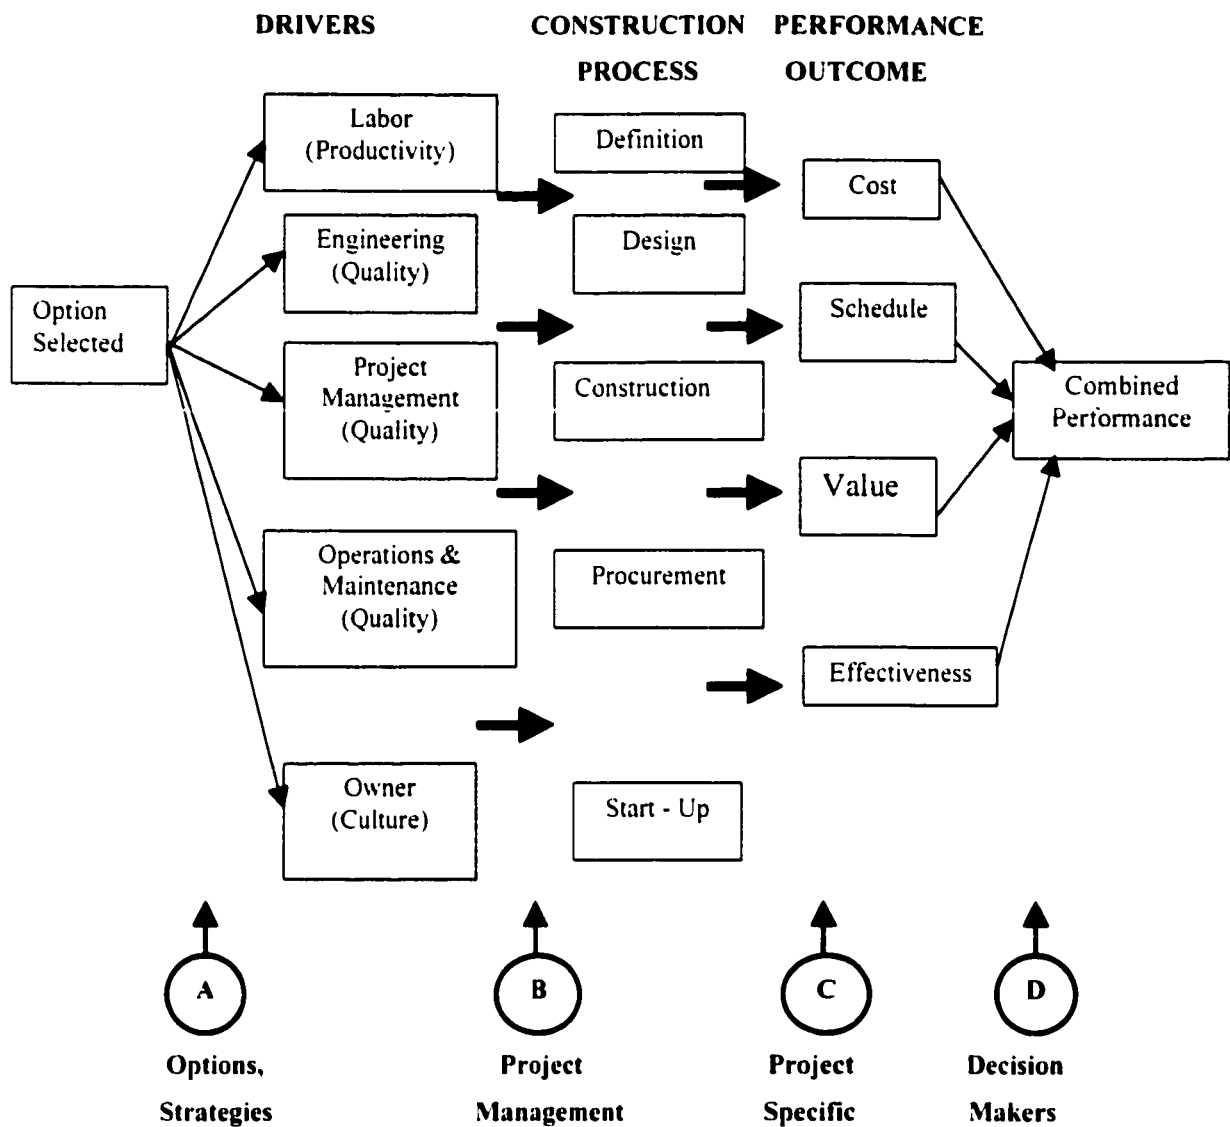 DRIVERS
CONSTRUCTION
PROCESS
PERFORMANCE
OUTCOME
Option
Selected
Labor
(Productivity)
Engineering
(Quality)
Project
Management
(Quality)
Operations &
Maintenance
(Quality)
Owner
(Culture)
Definition
Design
Construction
Procurement
Start - Up
Cost
Schedule
Value
Effectiveness
Combined
Performance
A
Options,
Strategies
B
Project
Management
C
Project
Specific
D
Decision
Makers